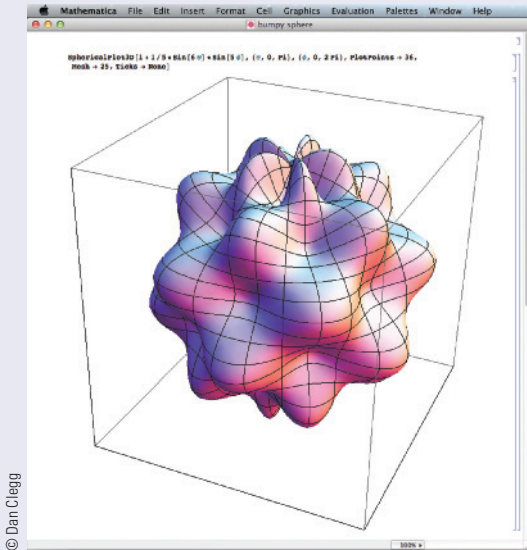 Mathematica File Edit Insert Format Cell Graphics Evaluation Palettes Window Help
bumpy sphere
SphericalPlot3D[1 + 1/5 * Sin[6 φ] * Sin[5 θ], {φ, 0, Pi}, {θ, 0, 2 Pi}, PlotPoints → 36,
Mesh → 25, Ticks → None]
100%
© Dan Clegg